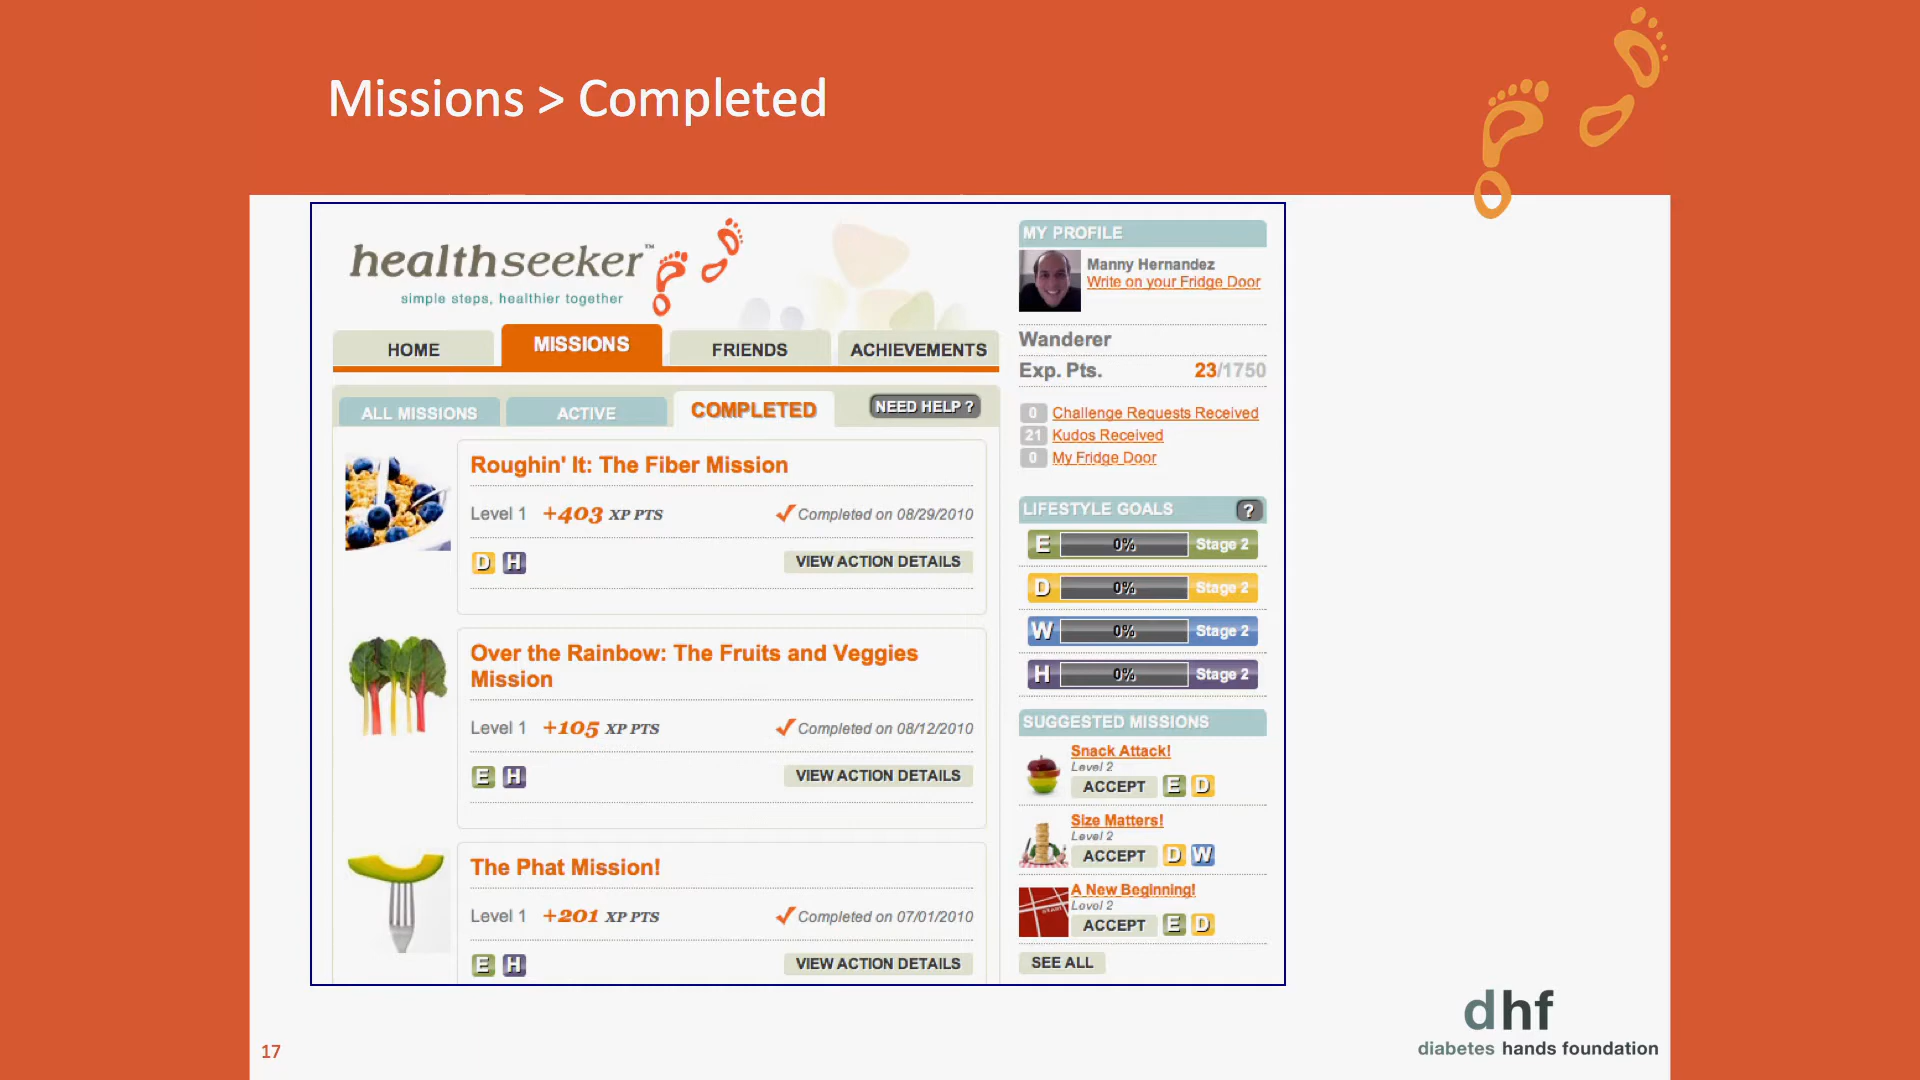 Missions > Completed
healthseeker™
simple steps, healthier together
HOME
MISSIONS
FRIENDS
ACHIEVEMENTS
ALL MISSIONS
ACTIVE
COMPLETED
NEED HELP ?
Roughin' It: The Fiber Mission
Level 1 +403 XP PTS
Completed on 08/29/2010
D H
VIEW ACTION DETAILS
Over the Rainbow: The Fruits and Veggies
Mission
Level 1 +105 XP PTS
Completed on 08/12/2010
E H
VIEW ACTION DETAILS
The Phat Mission!
Level 1 +201 XP PTS
Completed on 07/01/2010
E H
VIEW ACTION DETAILS
MY PROFILE
Manny Hernandez
Write on your Fridge Door
Wanderer
Exp. Pts. 23/1750
0 Challenge Requests Received
21 Kudos Received
0 My Fridge Door
LIFESTYLE GOALS ?
E 0% Stage 2
D 0% Stage 2
W 0% Stage 2
H 0% Stage 2
SUGGESTED MISSIONS
Snack Attack!
Level 2
ACCEPT E D
Size Matters!
Level 2
ACCEPT D W
A New Beginning!
Level 2
ACCEPT E D
SEE ALL
17
dhf
diabetes hands foundation